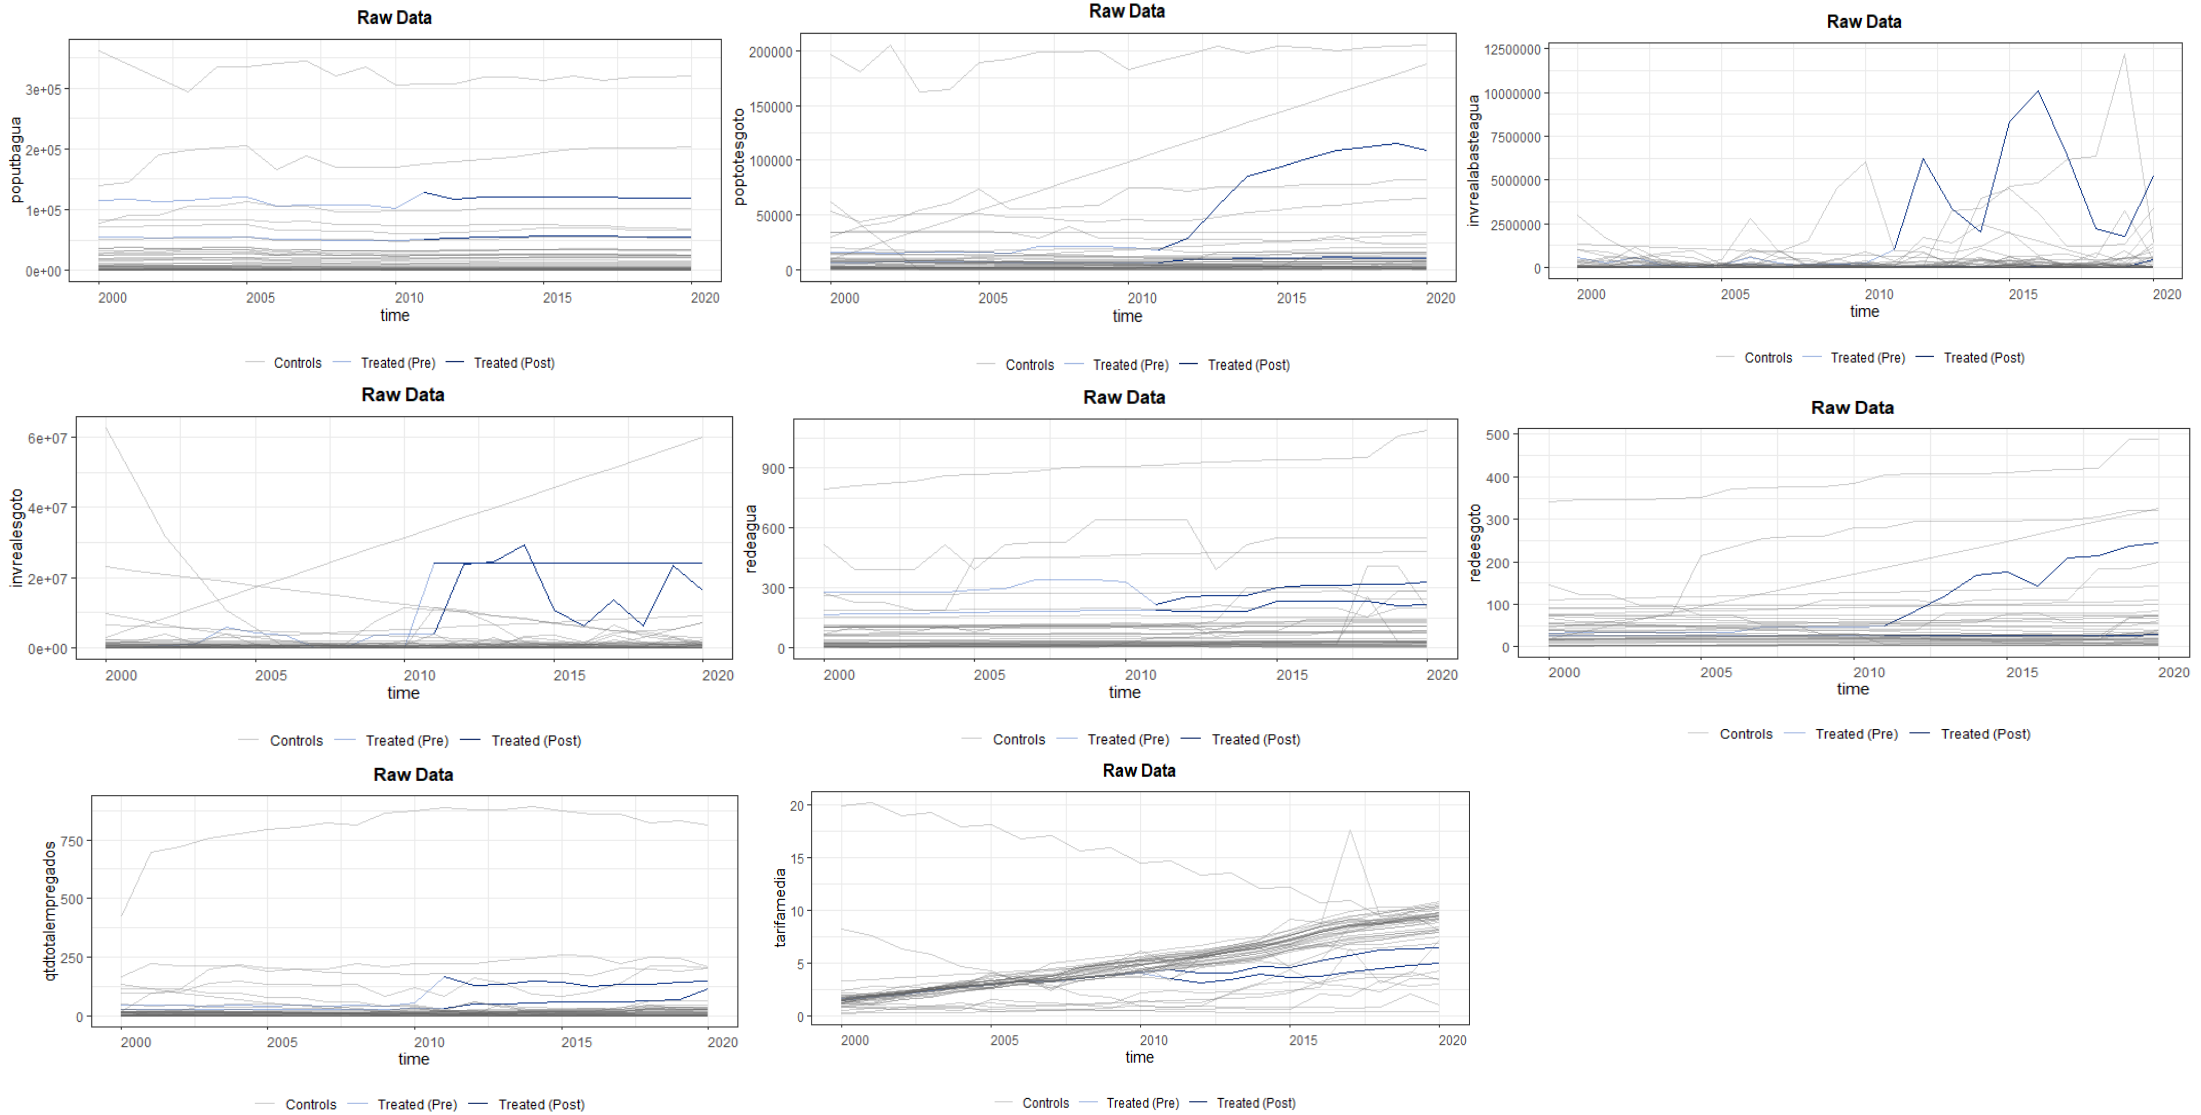 Raw Data
poputbagua
3e+05
2e+05
1e+05
0e+00
2000 2005 2010 2015 2020
time
Controls Treated (Pre) Treated (Post)
Raw Data
poptotesgoto
200000
150000
100000
50000
0
2000 2005 2010 2015 2020
time
Controls Treated (Pre) Treated (Post)
Raw Data
invrealabasteagua
12500000
10000000
7500000
5000000
2500000
0
2000 2005 2010 2015 2020
time
Controls Treated (Pre) Treated (Post)
Raw Data
invrealesgoto
6e+07
4e+07
2e+07
0e+00
2000 2005 2010 2015 2020
time
Controls Treated (Pre) Treated (Post)
Raw Data
redeagua
900
600
300
0
2000 2005 2010 2015 2020
time
Controls Treated (Pre) Treated (Post)
Raw Data
redeesgoto
500
400
300
200
100
0
2000 2005 2010 2015 2020
time
Controls Treated (Pre) Treated (Post)
Raw Data
qtdtotalempregados
750
500
250
0
2000 2005 2010 2015 2020
time
Controls Treated (Pre) Treated (Post)
Raw Data
tarifamedia
20
15
10
5
0
2000 2005 2010 2015 2020
time
Controls Treated (Pre) Treated (Post)